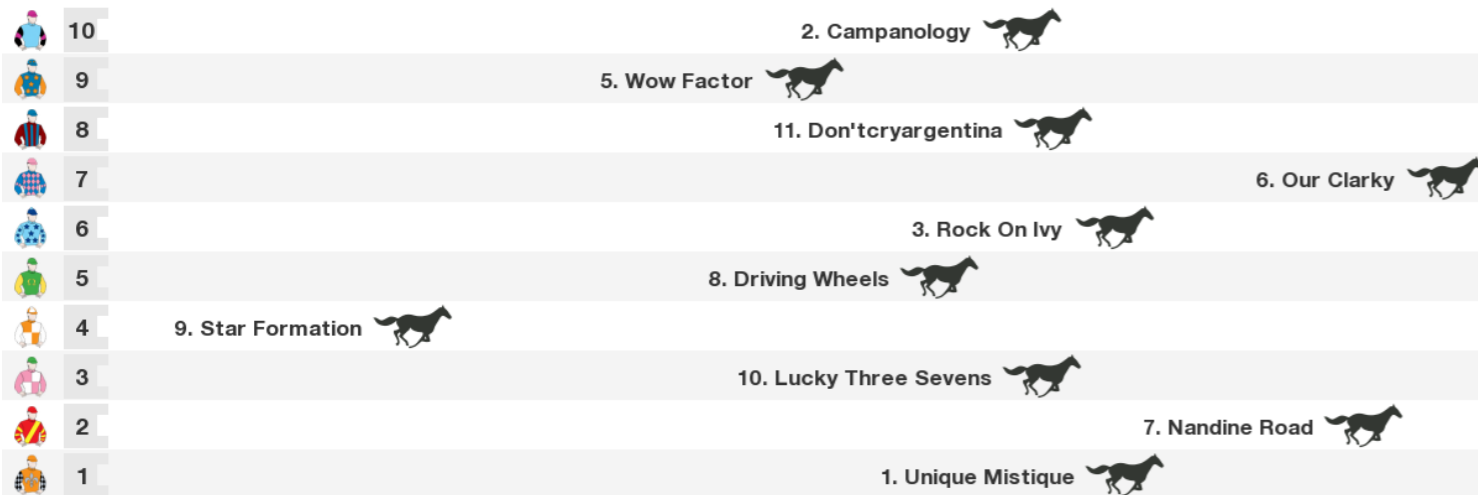 10 2. Campanology
9 5. Wow Factor
8 11. Don'tcryargentina
7 6. Our Clarky
6 3. Rock On Ivy
5 8. Driving Wheels
4 9. Star Formation
3 10. Lucky Three Sevens
2 7. Nandine Road
1 1. Unique Mistique